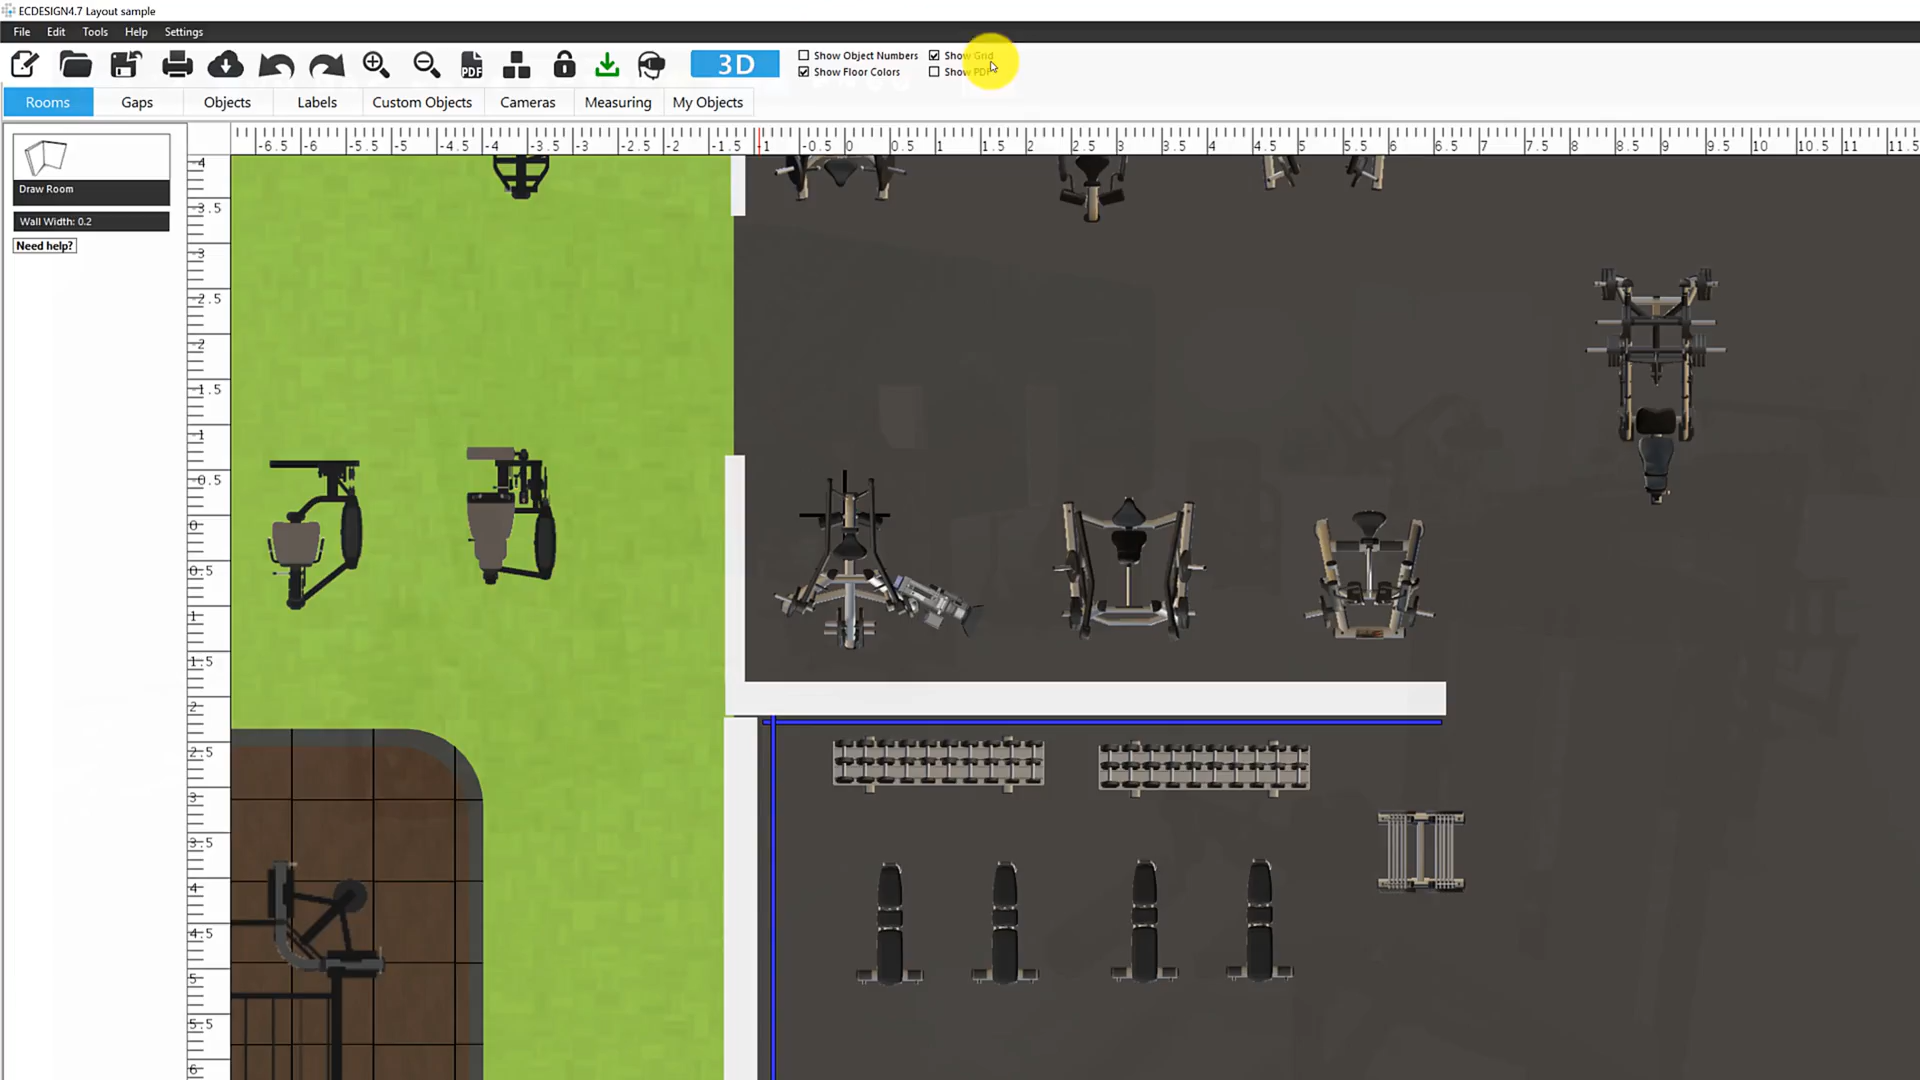 ECDESIGN4.7 Layout sample
File Edit Tools Help Settings
PDF 3D Show Object Numbers Show Grid
Show Floor Colors Show PDF
Rooms Gaps Objects Labels Custom Objects Cameras Measuring My Objects
-6.5 -6 -5.5 -5 -4.5 -4 -3.5 -3 -2.5 -2 -1.5 -1 -0.5 0 0.5 1 1.5 2 2.5 3 3.5 4 4.5 5 5.5 6 6.5 7 7.5 8 8.5 9 9.5 10 10.5 11 11.5
Draw Room
Wall Width: 0.2
Need help?
-4
-3.5
-3
-2.5
-2
-1.5
-1
-0.5
0
0.5
1
1.5
2
2.5
3
3.5
4
4.5
5
5.5
6